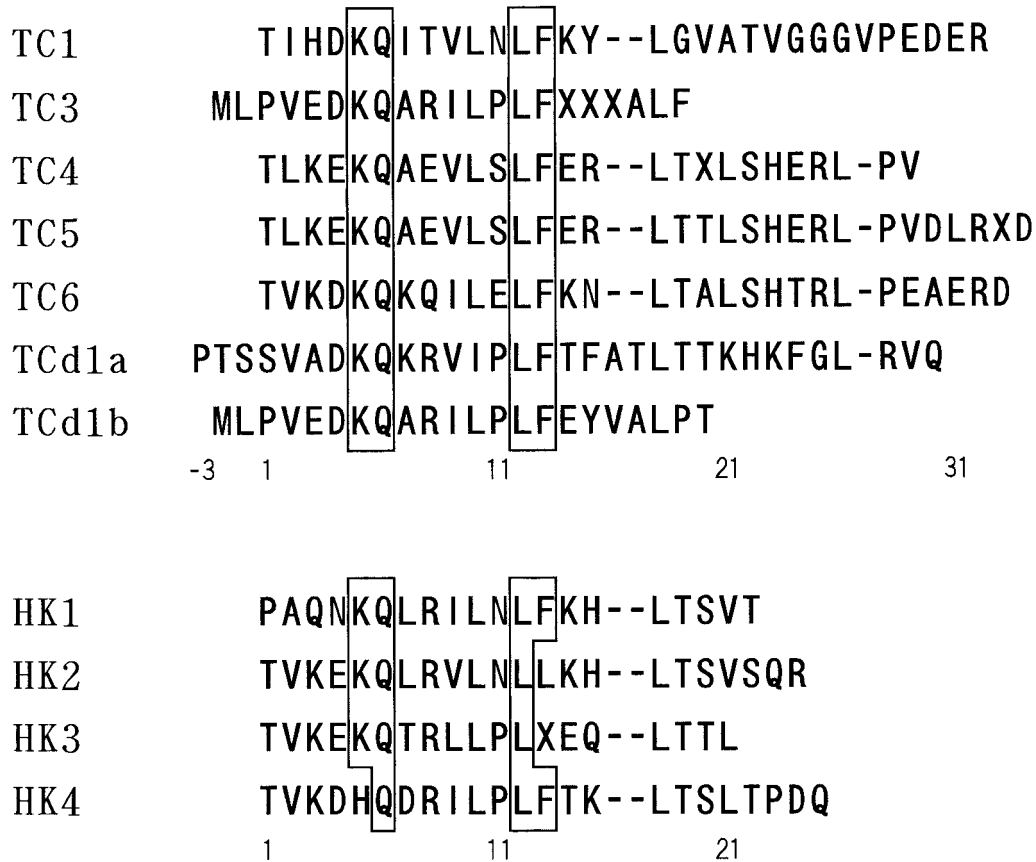 TC1 TIHDKQITVLNLFKY--LGVATVGGGVPEDER
TC3 MLPVEDKQARILPLFXXXALF
TC4 TLKEKQAEVLSLFER--LTXLSHERL-PV
TC5 TLKEKQAEVLSLFER--LTTLSHERL-PVDLRXD
TC6 TVKDKQKQILELFKN--LTALSHTRL-PEAERD
TCd1a PTSSVADKQKRVIPLFTFATLTTKHKFGL-RVQ
TCd1b MLPVEDKQARILPLFEYVALPT
-3 1 11 21 31
HK1 PAQNKQLRILNLFKH--LTSVT
HK2 TVKEKQLRVLNLLKH--LTSVSQR
HK3 TVKEKQTRLLPLXEQ--LTTL
HK4 TVKDHQDRILPLFTK--LTSLTPDQ
1 11 21